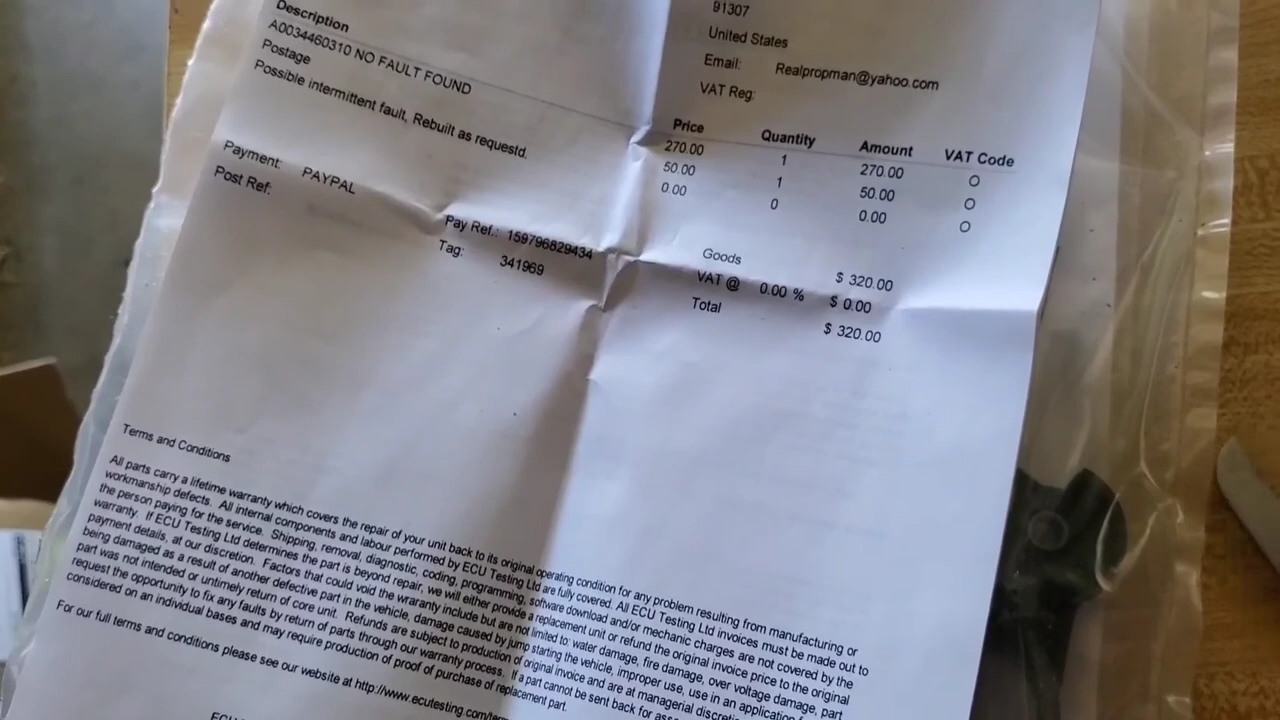 91307
United States
Email: Realpropman@yahoo.com
VAT Reg:
Description Price Quantity Amount VAT Code
A0034460310 NO FAULT FOUND 270.00 1 270.00 O
Postage 50.00 1 50.00 O
Possible intermittent fault, Rebuilt as requestd. 0.00 0 0.00 O
Payment: PAYPAL Pay Ref.: 159796829434
Post Ref: Tag: 341969
Goods $ 320.00
VAT @ 0.00 % $ 0.00
Total $ 320.00
Terms and Conditions
All parts carry a lifetime warranty which covers the repair of your unit back to its original operating condition for any problem resulting from manufacturing or
workmanship defects. All internal components and labour performed by ECU Testing Ltd are fully covered. All ECU Testing Ltd invoices must be made out to
the person paying for the service. Shipping, removal, diagnostic, coding, programming, software download and/or mechanic charges are not covered by the
warranty. If ECU Testing Ltd determines the part is beyond repair, we will either provide a replacement unit or refund the original invoice price to the original
payment details, at our discretion. Factors that could void the wraranty include but are not limited to: water damage, fire damage, over voltage damage, part
being damaged as a result of another defective part in the vehicle, damage caused by jump starting the vehicle, improper use, use in an application
part was not intended or untimely return of core unit. Refunds are subject to production of original invoice and are at managerial
request the opportunity to fix any faults by return of parts through our warranty process. If a part cannot be sent back for
considered on an individual bases and may require production of proof of purchase of replacement part.
For our full terms and conditions please see our website at http://www.ecutesting.com/